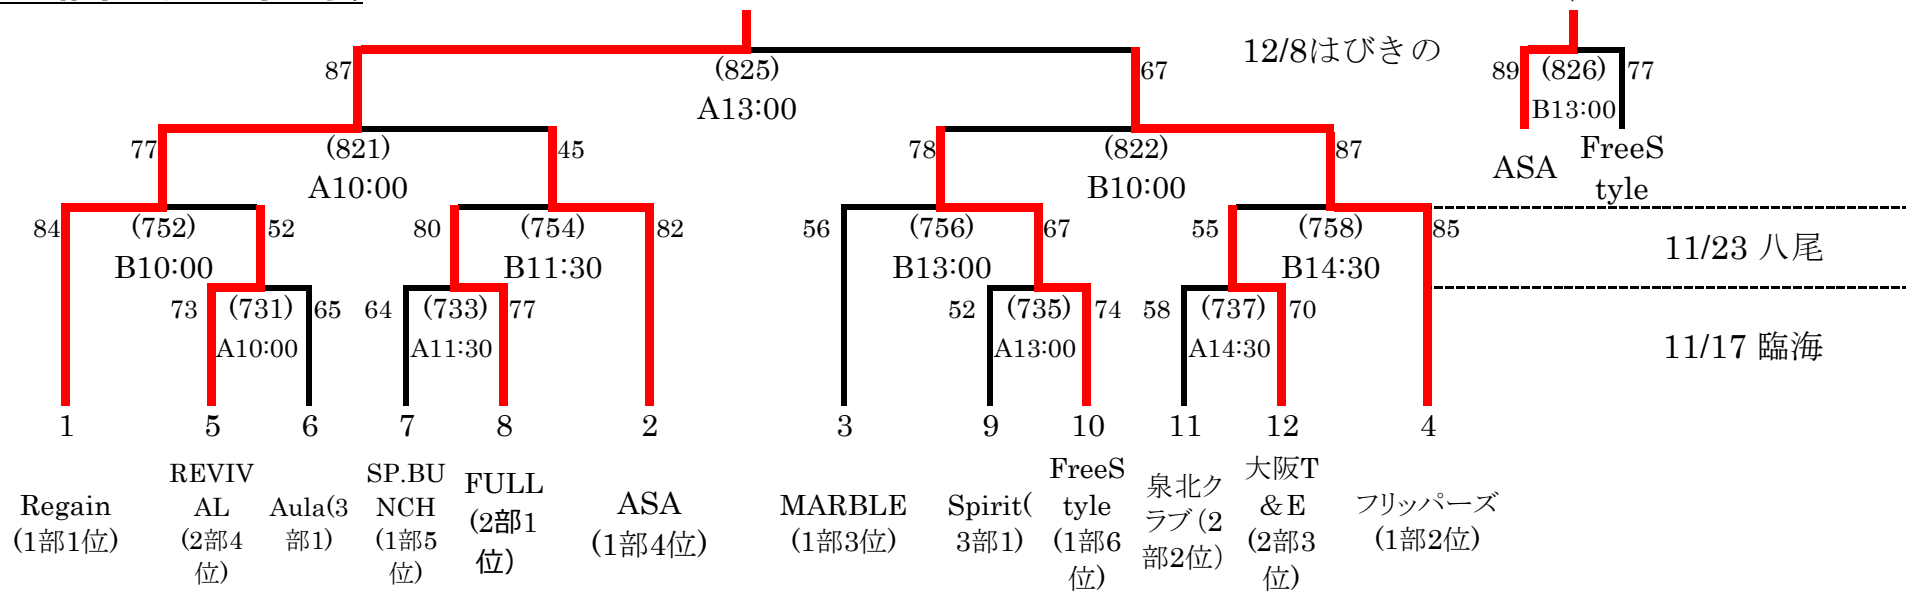 12/8はびきの
87 (825) 67
A13:00
89 (826) 77
B13:00
ASA
FreeS
tyle
77 (821) 45
A10:00
78 (822) 87
B10:00
84 (752) 52
B10:00
80 (754) 82
B11:30
56 (756) 67
B13:00
55 (758) 85
B14:30
11/23 八尾
73 (731) 65
A10:00
64 (733) 77
A11:30
52 (735) 74
A13:00
58 (737) 70
A14:30
11/17 臨海
1 5 6 7 8 2 3 9 10 11 12 4
Regain
(1部1位)
REVIV
AL
(2部4
位)
Aula(3
部1)
SP.BU
NCH
(1部5
位)
FULL
(2部1
位)
ASA
(1部4位)
MARBLE
(1部3位)
Spirit(
3部1)
FreeS
tyle
(1部6
位)
泉北ク
ラブ(2
部2位)
大阪T
&E
(2部3
位)
フリッパーズ
(1部2位)